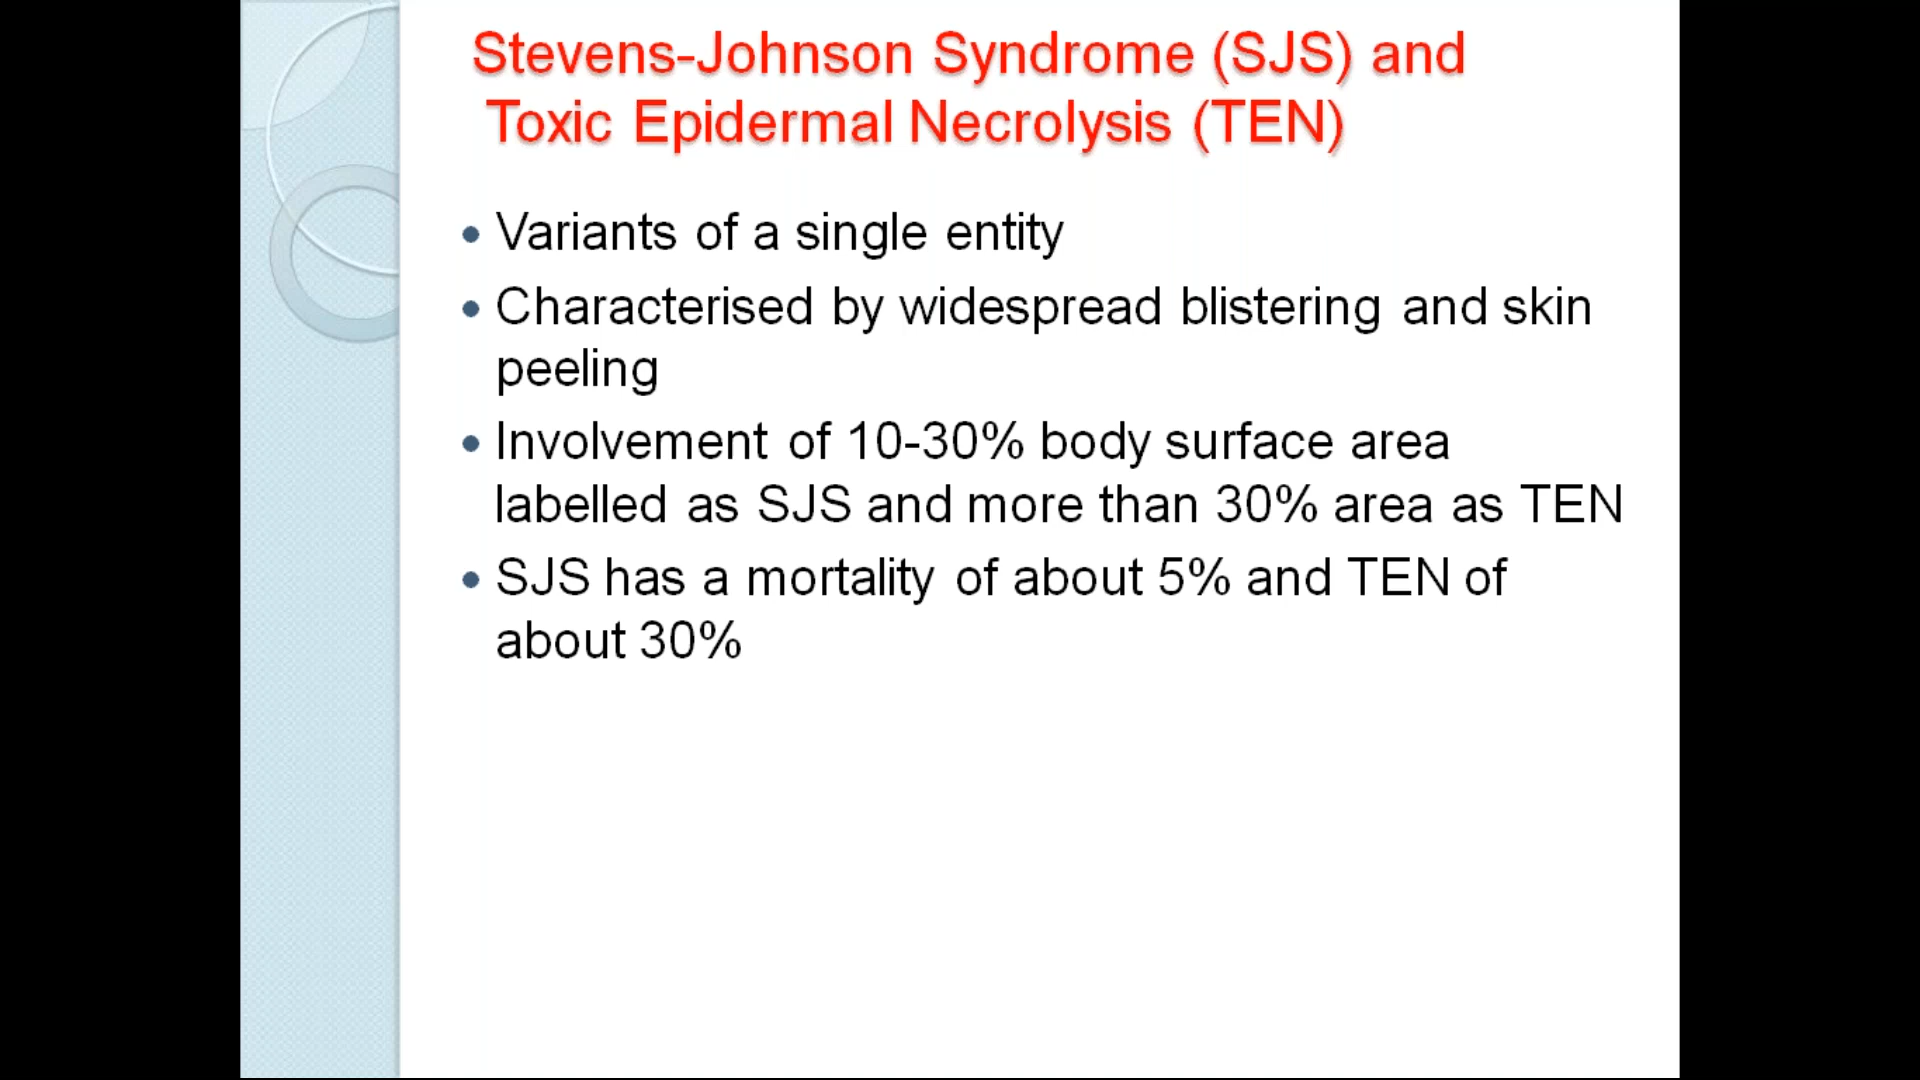 Stevens-Johnson Syndrome (SJS) and
Toxic Epidermal Necrolysis (TEN)
• Variants of a single entity
• Characterised by widespread blistering and skin
peeling
• Involvement of 10-30% body surface area
labelled as SJS and more than 30% area as TEN
• SJS has a mortality of about 5% and TEN of
about 30%